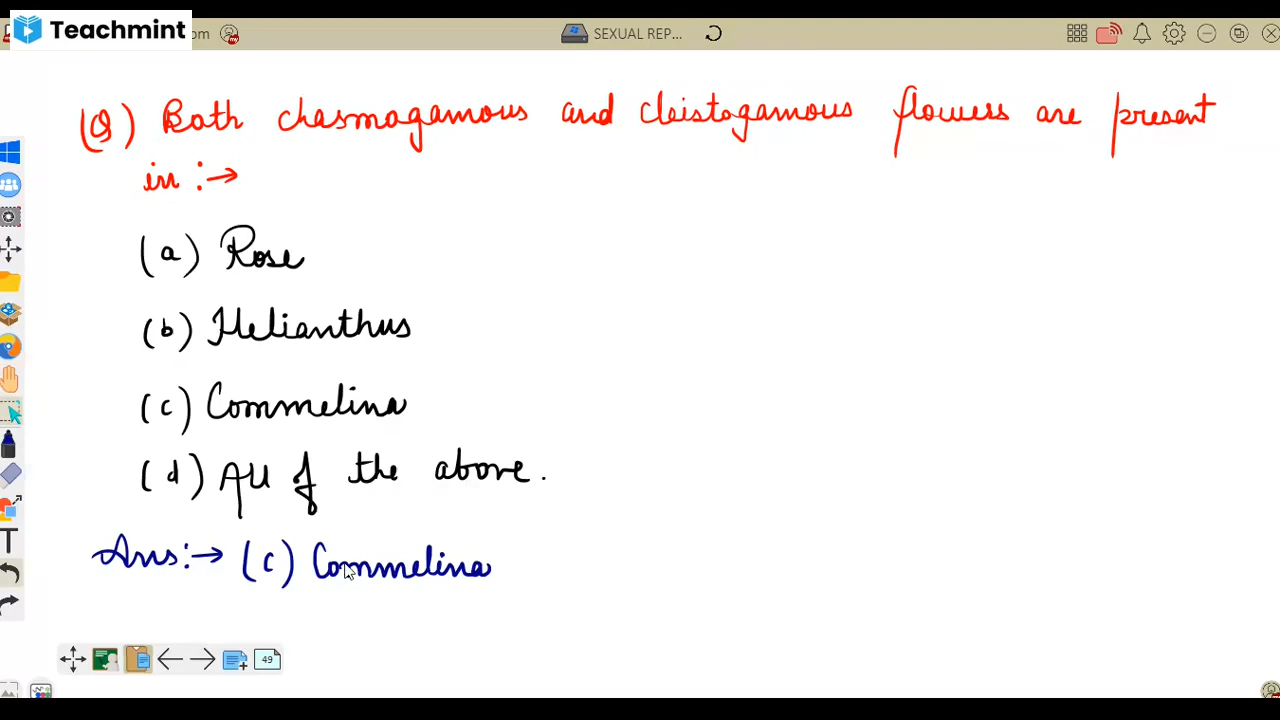 Teachmint
om
SEXUAL REP...
(Q) Both chasmogamous and cleistogamous flowers are present
in :→
(a) Rose
(b) Helianthus
(c) Commelina
(d) All of the above.
Ans:→ (c) Commelina
49